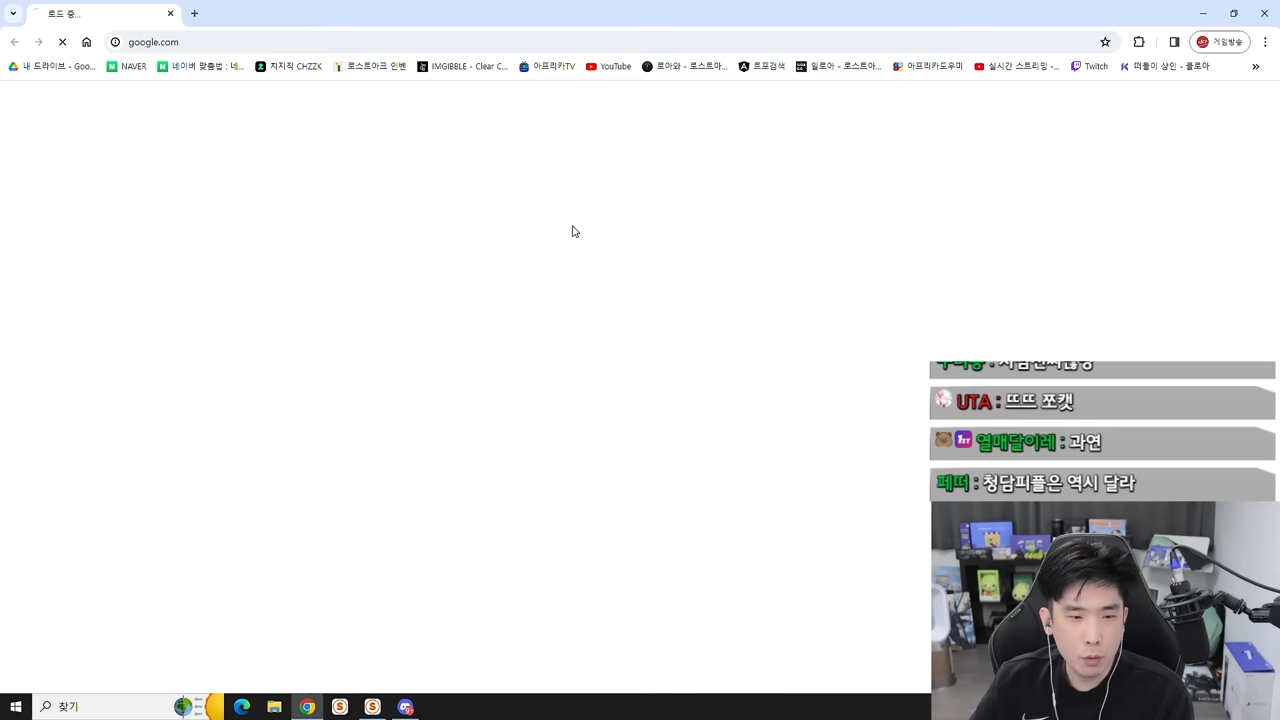 로드 중...
google.com
게임방송
내 드라이브 - Goo...
NAVER
네이버 맞춤법 : 네...
치지직 CHZZK
로스트아크 인벤
IMGIBBLE - Clear C...
아프리카TV
YouTube
로아와 - 로스트아...
트포검색
일로아 - 로스트아...
아프리카도우미
실시간 스트리밍 -...
Twitch
떠돌이 상인 - 클로아
UTA : 뜨뜨 쪼캣
열매달이레 : 과연
페떠 : 청담피플은 역시 달라
찾기